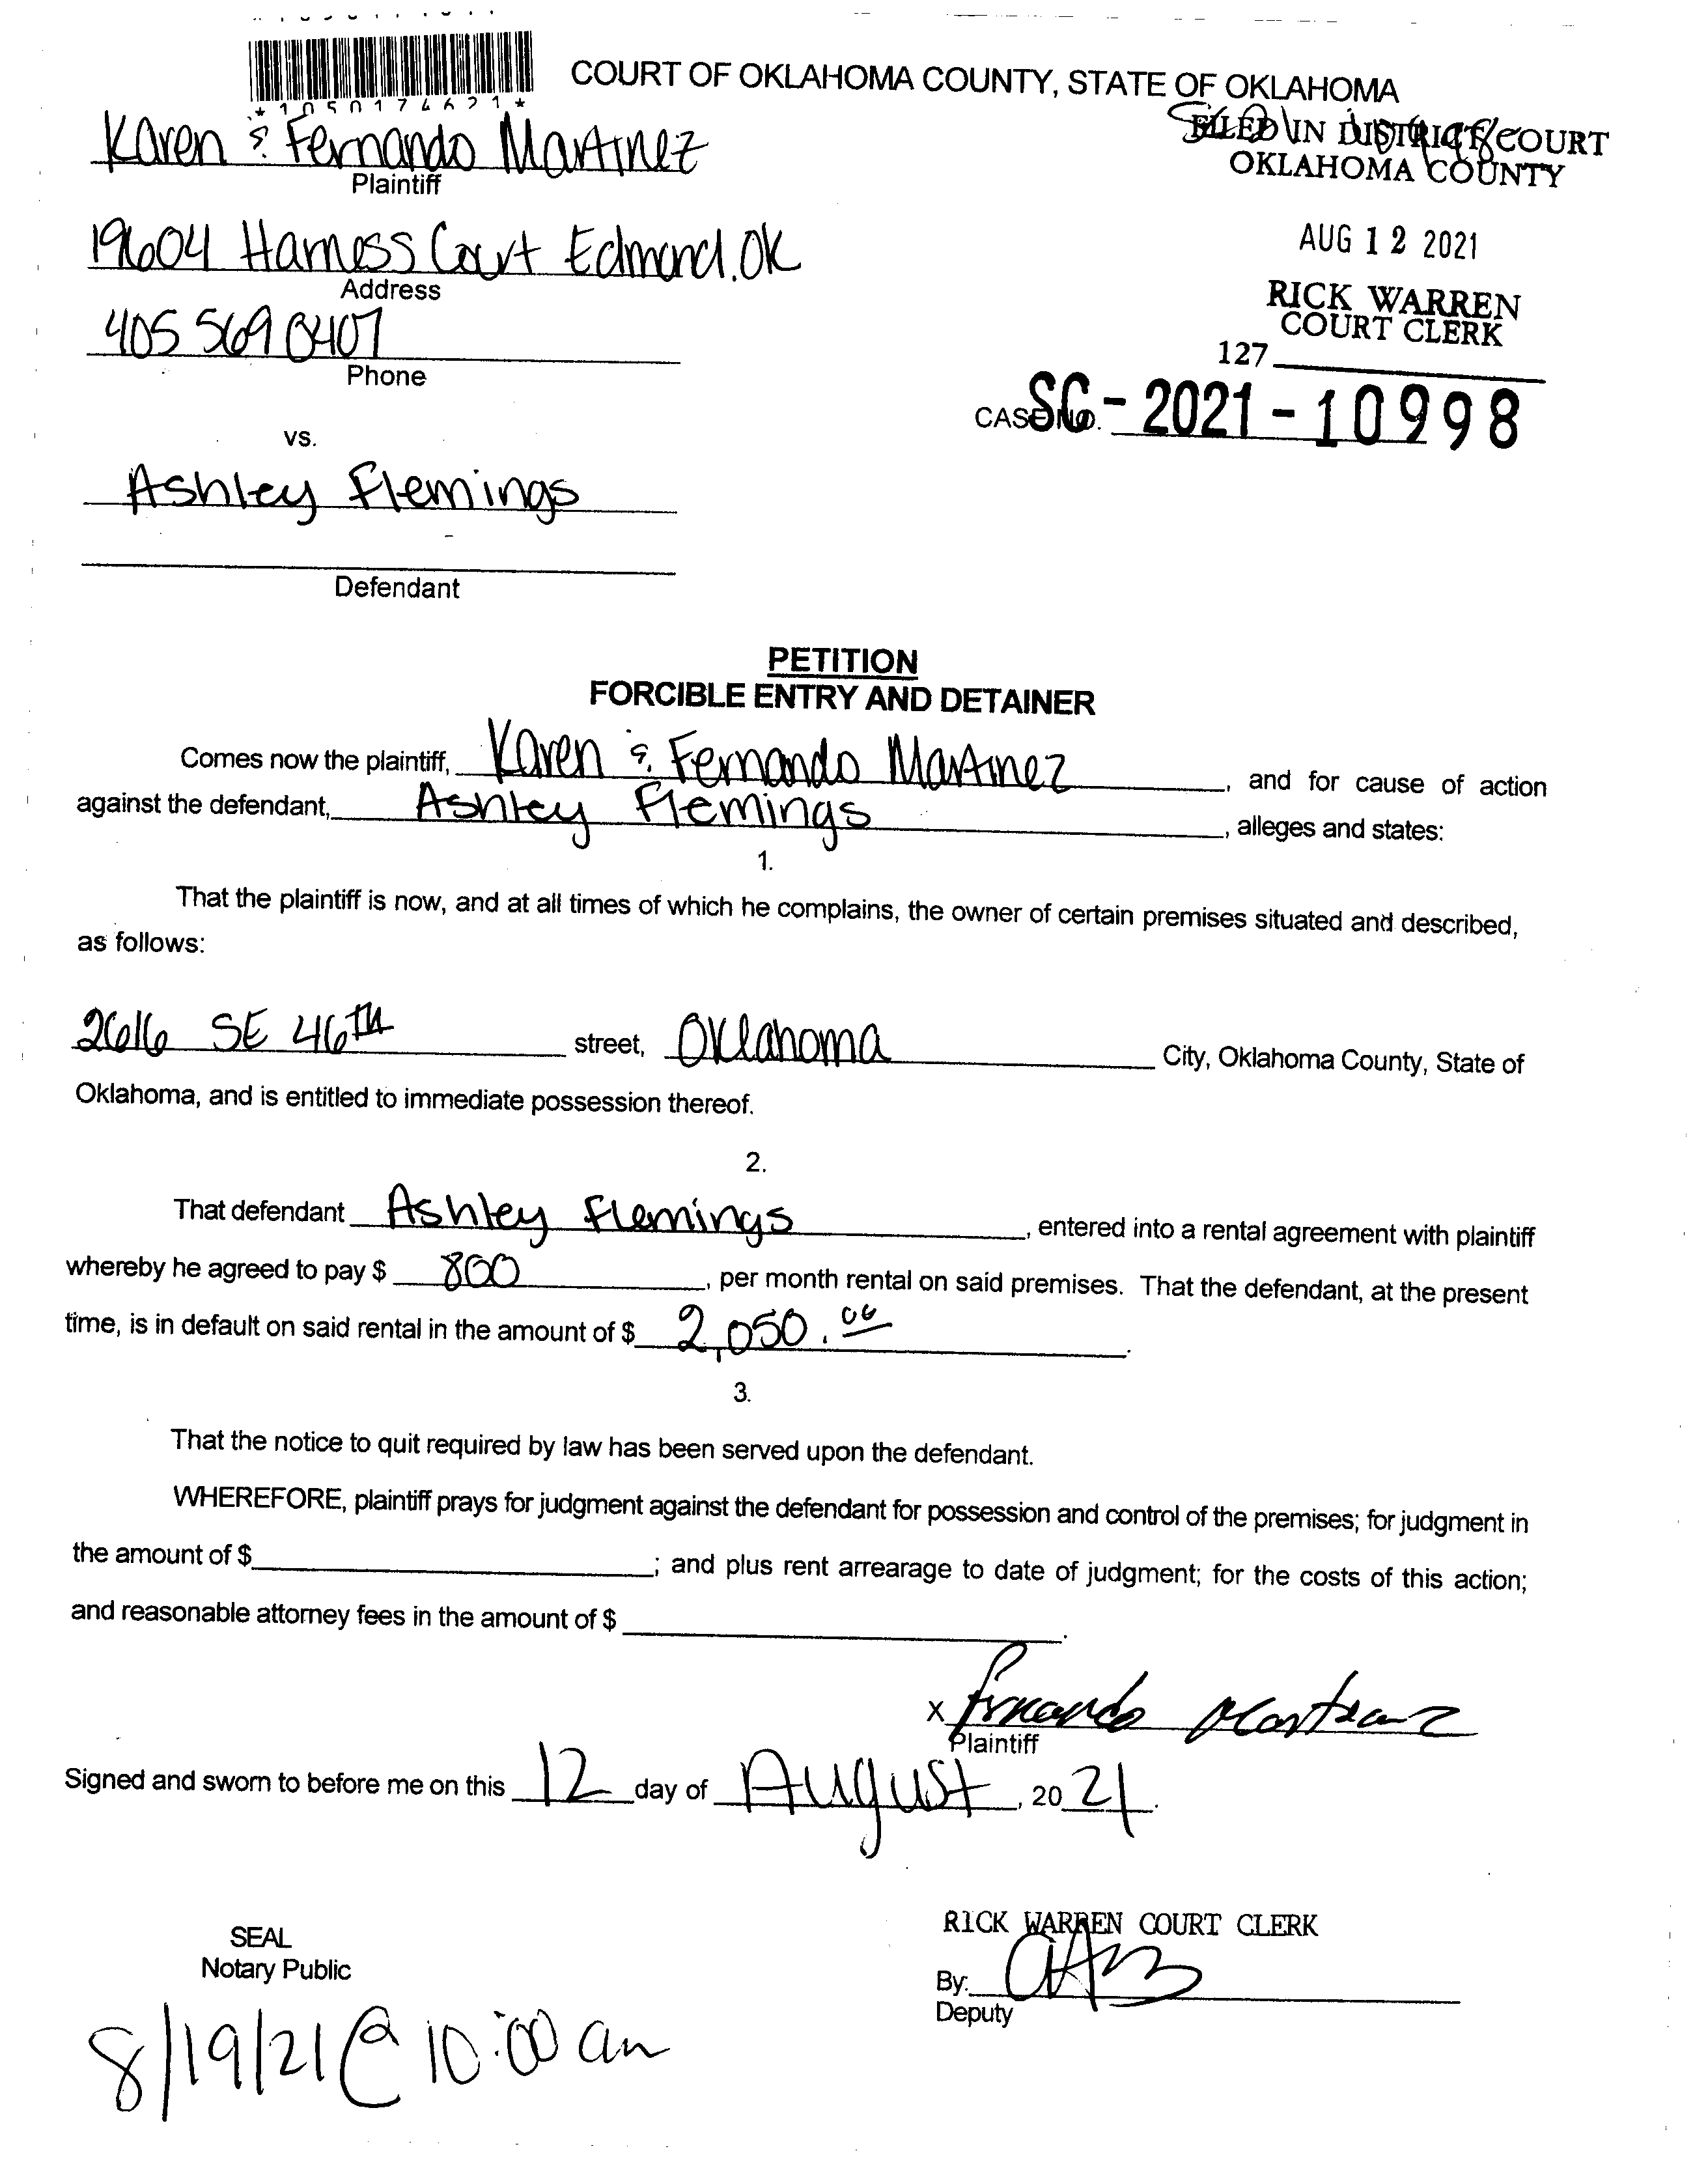 *1050174621*
COURT OF OKLAHOMA COUNTY, STATE OF OKLAHOMA
Karen & Fernando Martinez
Plaintiff
FILED IN DISTRICT COURT
OKLAHOMA COUNTY
19604 Harness Court Edmond, OK
Address
AUG 12 2021
405 569 0407
Phone
RICK WARREN
COURT CLERK
127
CASE NO. SC-2021-10998
vs.
Ashley Flemings
Defendant
PETITION
FORCIBLE ENTRY AND DETAINER
Comes now the plaintiff, Karen & Fernando Martinez, and for cause of action
against the defendant, Ashley Flemings, alleges and states:
1.
That the plaintiff is now, and at all times of which he complains, the owner of certain premises situated and described,
as follows:
2616 SE 46TH street, Oklahoma City, Oklahoma County, State of
Oklahoma, and is entitled to immediate possession thereof.
2.
That defendant Ashley Flemings, entered into a rental agreement with plaintiff
whereby he agreed to pay $ 800, per month rental on said premises. That the defendant, at the present
time, is in default on said rental in the amount of $ 2,050.00.
3.
That the notice to quit required by law has been served upon the defendant.
WHEREFORE, plaintiff prays for judgment against the defendant for possession and control of the premises; for judgment in
the amount of $ ; and plus rent arrearage to date of judgment; for the costs of this action;
and reasonable attorney fees in the amount of $ .
X Fernando Martinez
Plaintiff
Signed and sworn to before me on this 12 day of August, 2021.
SEAL
Notary Public
RICK WARREN COURT CLERK
By:
Deputy
8/19/21 @ 10:00 am